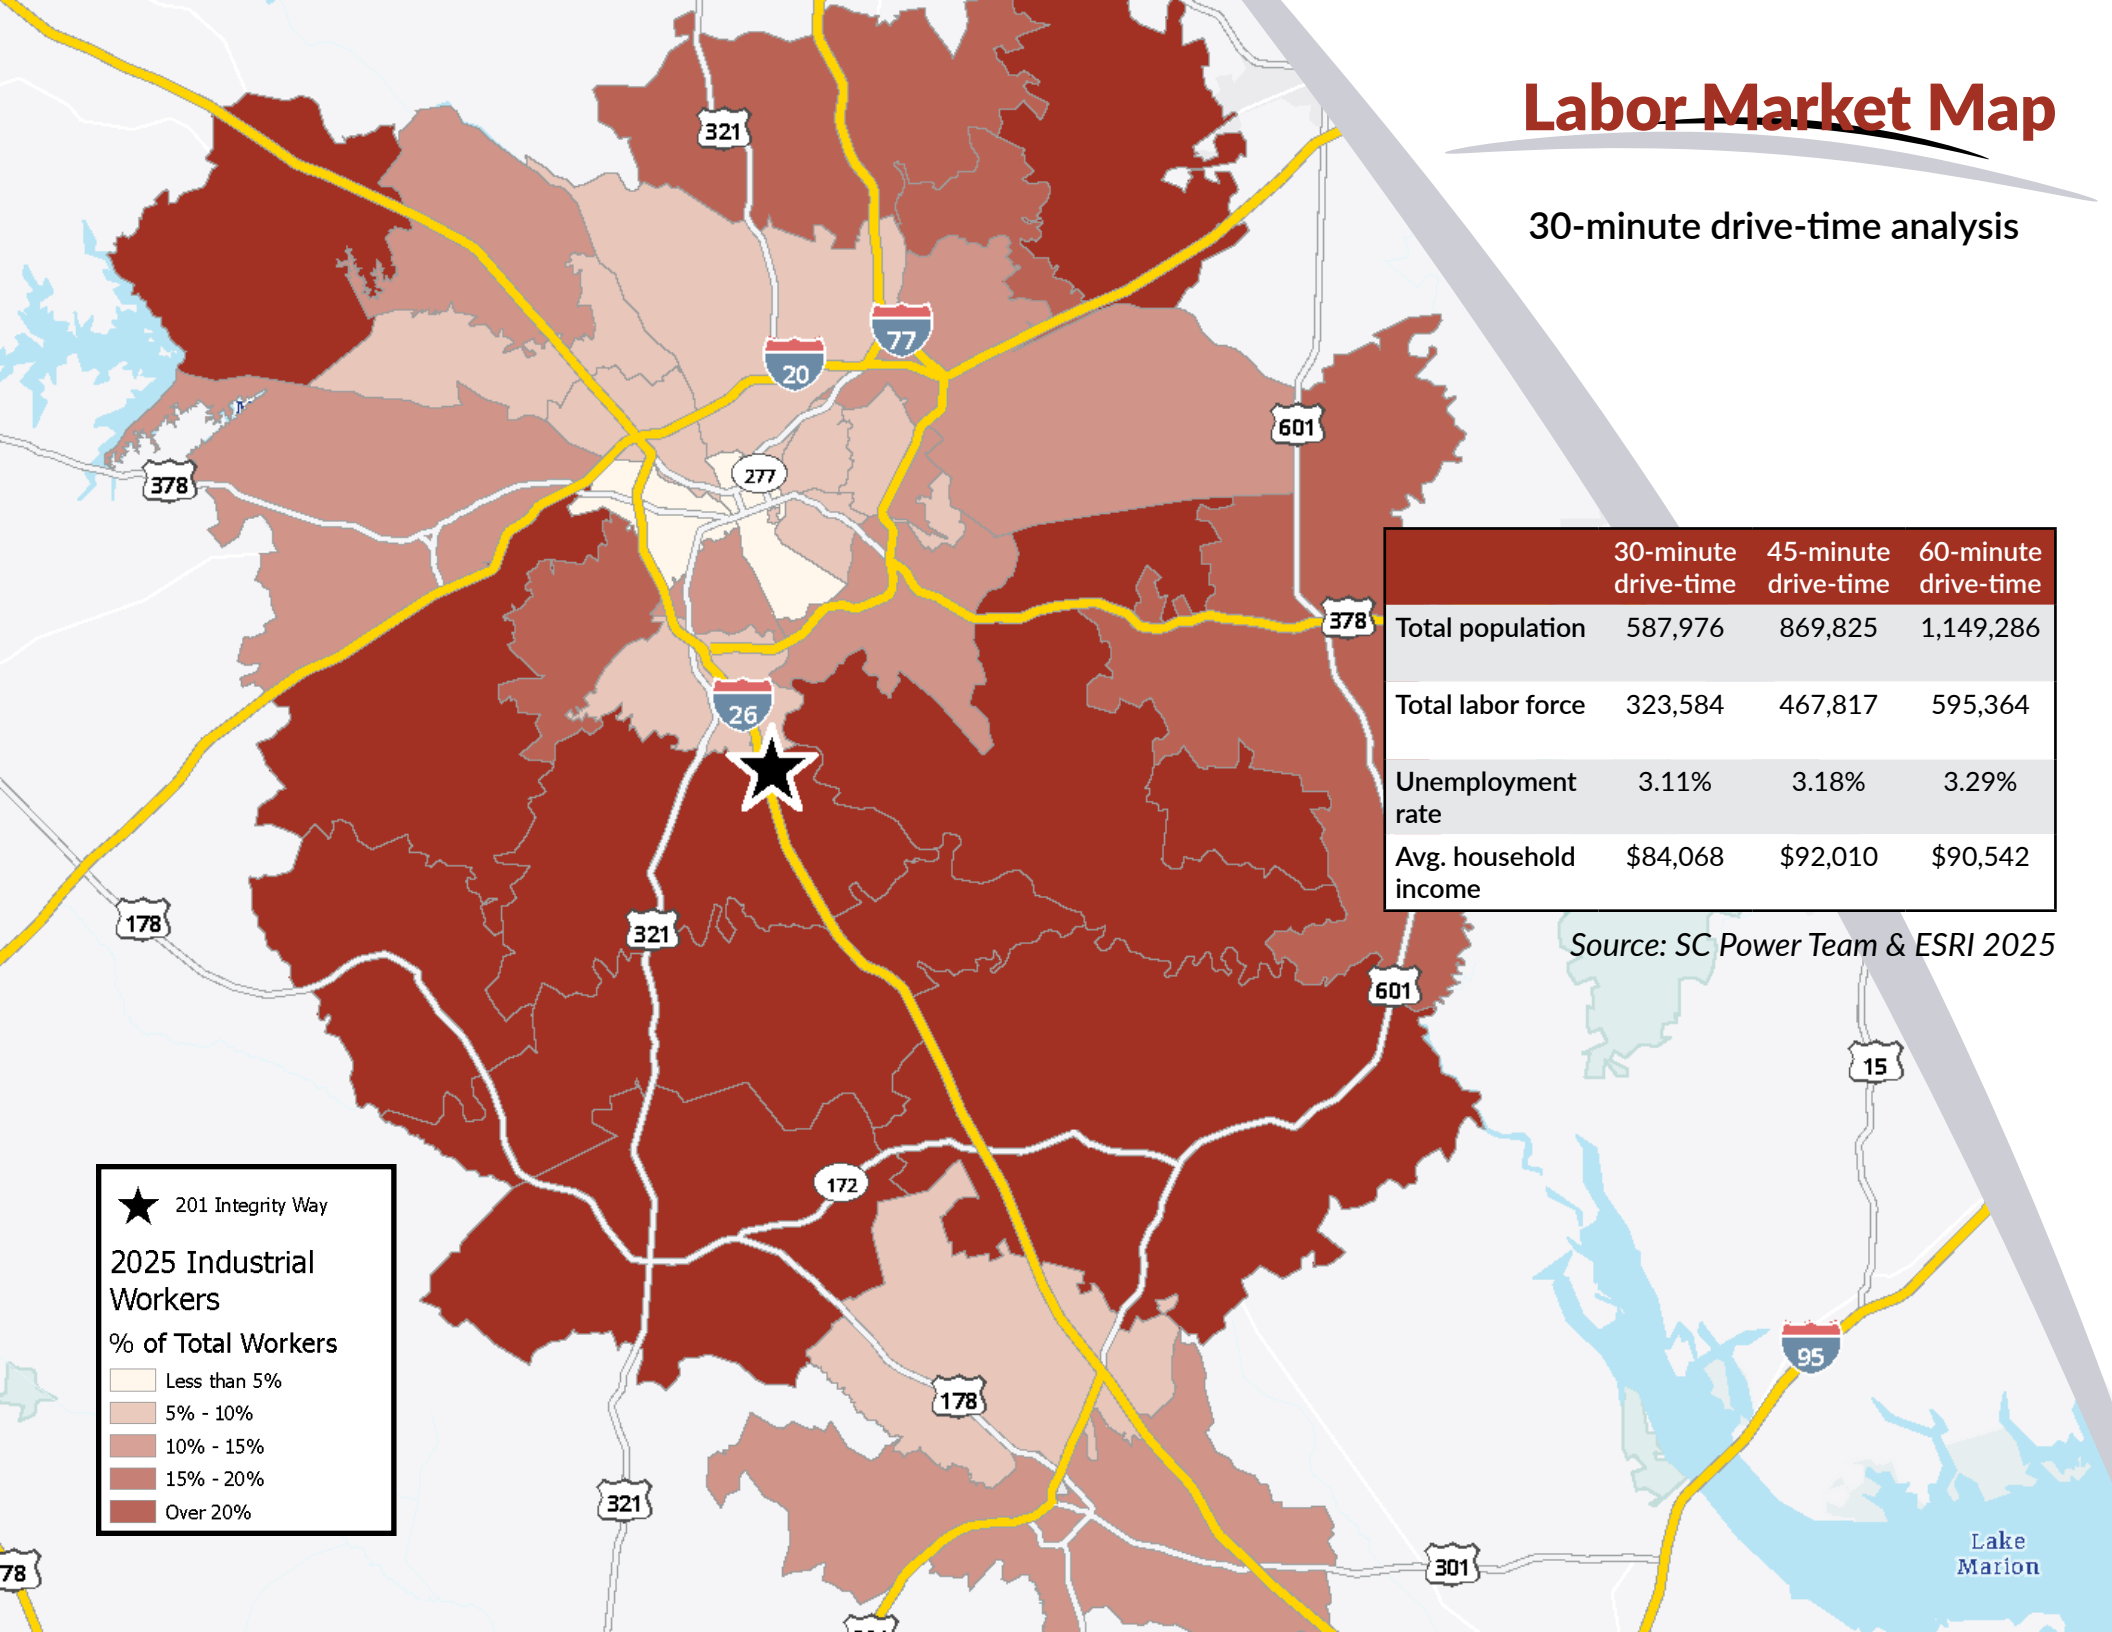 Labor Market Map
30-minute drive-time analysis
321
77
20
601
277
378
378
26
30-minute drive-time 45-minute drive-time 60-minute drive-time
Total population 587,976 869,825 1,149,286
Total labor force 323,584 467,817 595,364
Unemployment rate 3.11% 3.18% 3.29%
Avg. household income $84,068 $92,010 $90,542
Source: SC Power Team & ESRI 2025
178
321
601
15
172
201 Integrity Way
2025 Industrial
Workers
% of Total Workers
Less than 5%
5% - 10%
10% - 15%
15% - 20%
Over 20%
95
178
321
301
78
Lake
Marion